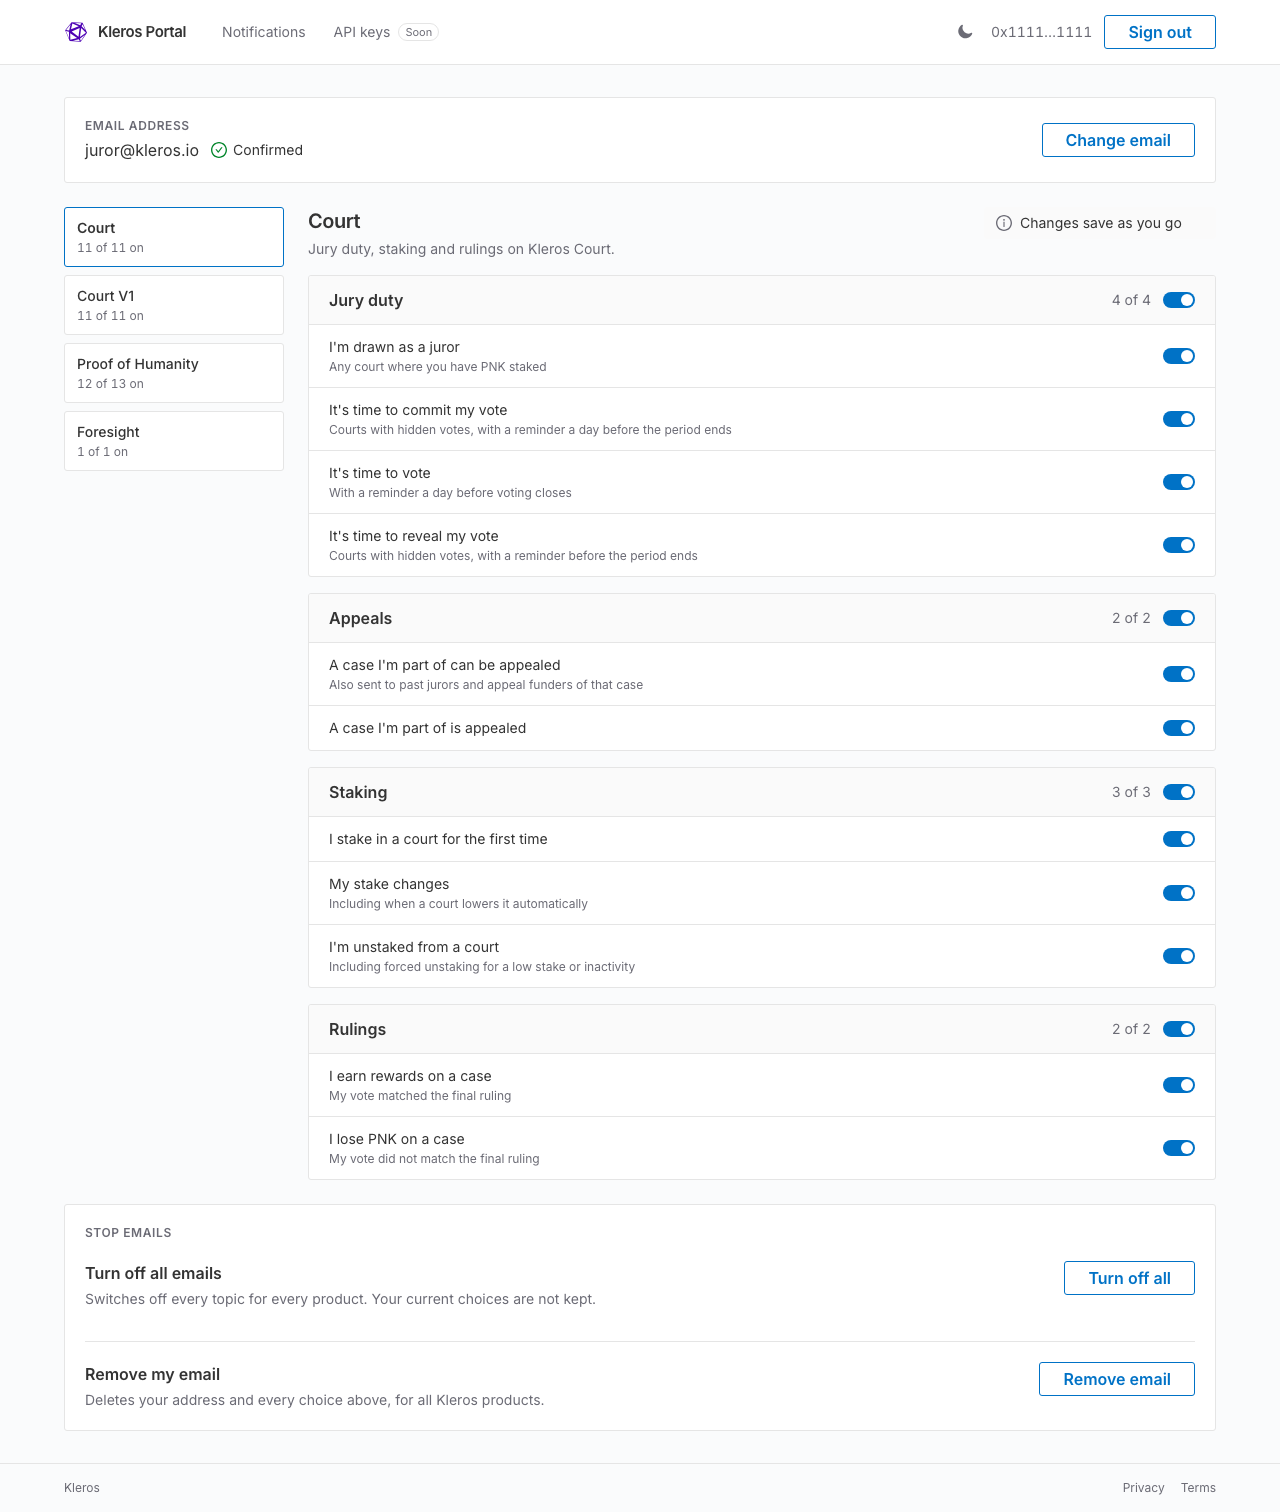 Kleros Portal
Notifications
API keys
Soon
0x1111...1111
Sign out
EMAIL ADDRESS
juror@kleros.io
Confirmed
Change email
Court
11 of 11 on
Court V1
11 of 11 on
Proof of Humanity
12 of 13 on
Foresight
1 of 1 on
Court
Changes save as you go
Jury duty, staking and rulings on Kleros Court.
Jury duty
4 of 4
I'm drawn as a juror
Any court where you have PNK staked
It's time to commit my vote
Courts with hidden votes, with a reminder a day before the period ends
It's time to vote
With a reminder a day before voting closes
It's time to reveal my vote
Courts with hidden votes, with a reminder before the period ends
Appeals
2 of 2
A case I'm part of can be appealed
Also sent to past jurors and appeal funders of that case
A case I'm part of is appealed
Staking
3 of 3
I stake in a court for the first time
My stake changes
Including when a court lowers it automatically
I'm unstaked from a court
Including forced unstaking for a low stake or inactivity
Rulings
2 of 2
I earn rewards on a case
My vote matched the final ruling
I lose PNK on a case
My vote did not match the final ruling
STOP EMAILS
Turn off all emails
Switches off every topic for every product. Your current choices are not kept.
Turn off all
Remove my email
Deletes your address and every choice above, for all Kleros products.
Remove email
Kleros
Privacy
Terms